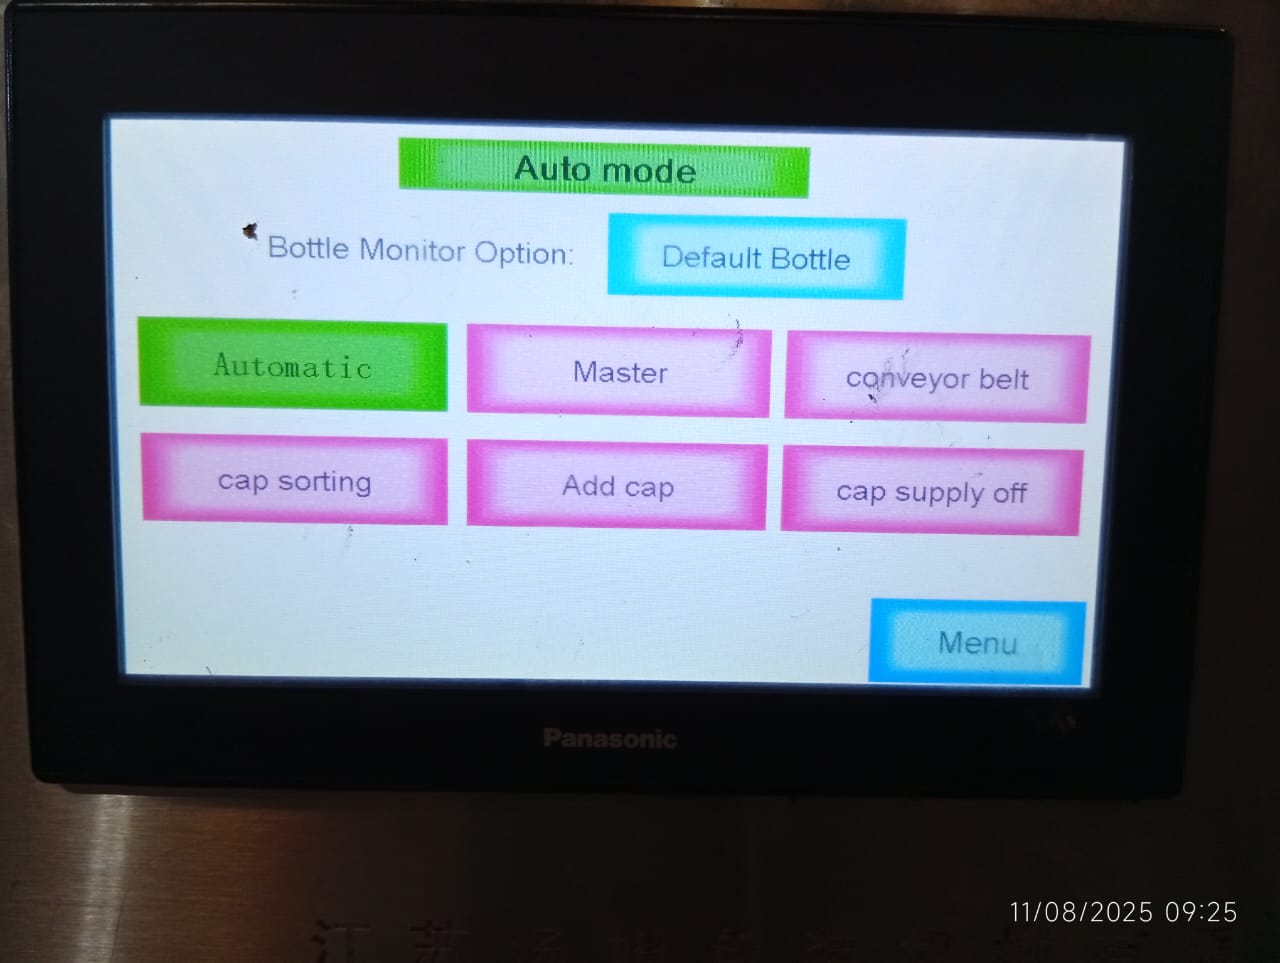 Auto mode
Bottle Monitor Option: Default Bottle
Automatic Master conveyor belt
cap sorting Add cap cap supply off
Menu
Panasonic
11/08/2025 09:25